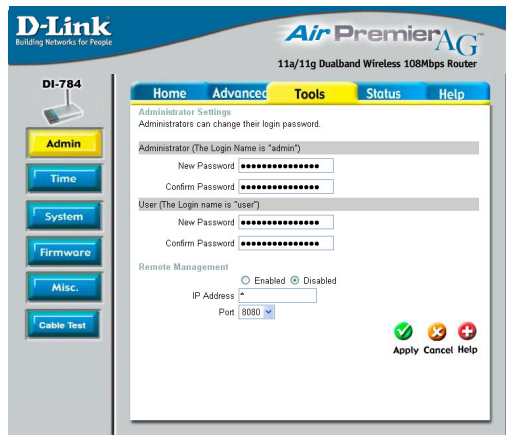 D-Link
Building Networks for People
Air PremierAG™
11a/11g Dualband Wireless 108Mbps Router
DI-784
Home Advanced Tools Status Help
Admin
Time
System
Firmware
Misc.
Cable Test
Administrator Settings
Administrators can change their login password.
Administrator (The Login Name is "admin")
New Password ●●●●●●●●●●●●●●●
Confirm Password ●●●●●●●●●●●●●●●
User (The Login name is "user")
New Password ●●●●●●●●●●●●●●●
Confirm Password ●●●●●●●●●●●●●●●
Remote Management
Enabled Disabled
IP Address *
Port 8080
Apply Cancel Help